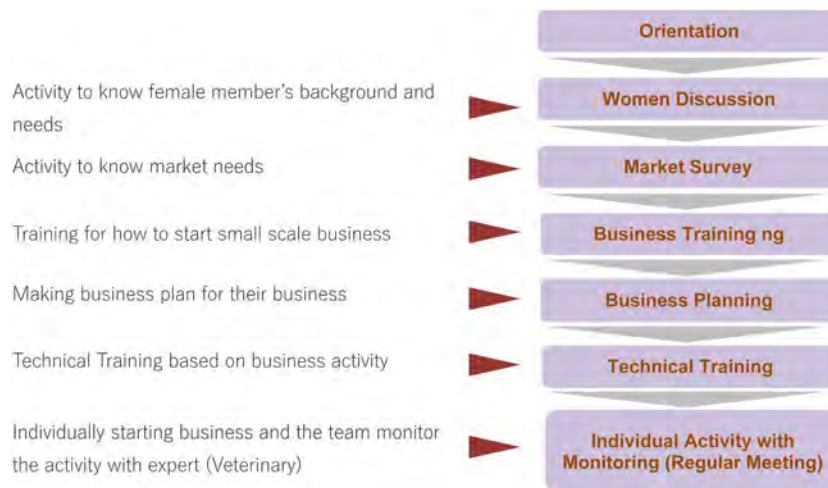 Orientation
Activity to know female member's background and
needs
Women Discussion
Activity to know market needs
Market Survey
Training for how to start small scale business
Business Training ng
Making business plan for their business
Business Planning
Technical Training based on business activity
Technical Training
Individually starting business and the team monitor
the activity with expert (Veterinary)
Individual Activity with
Monitoring (Regular Meeting)